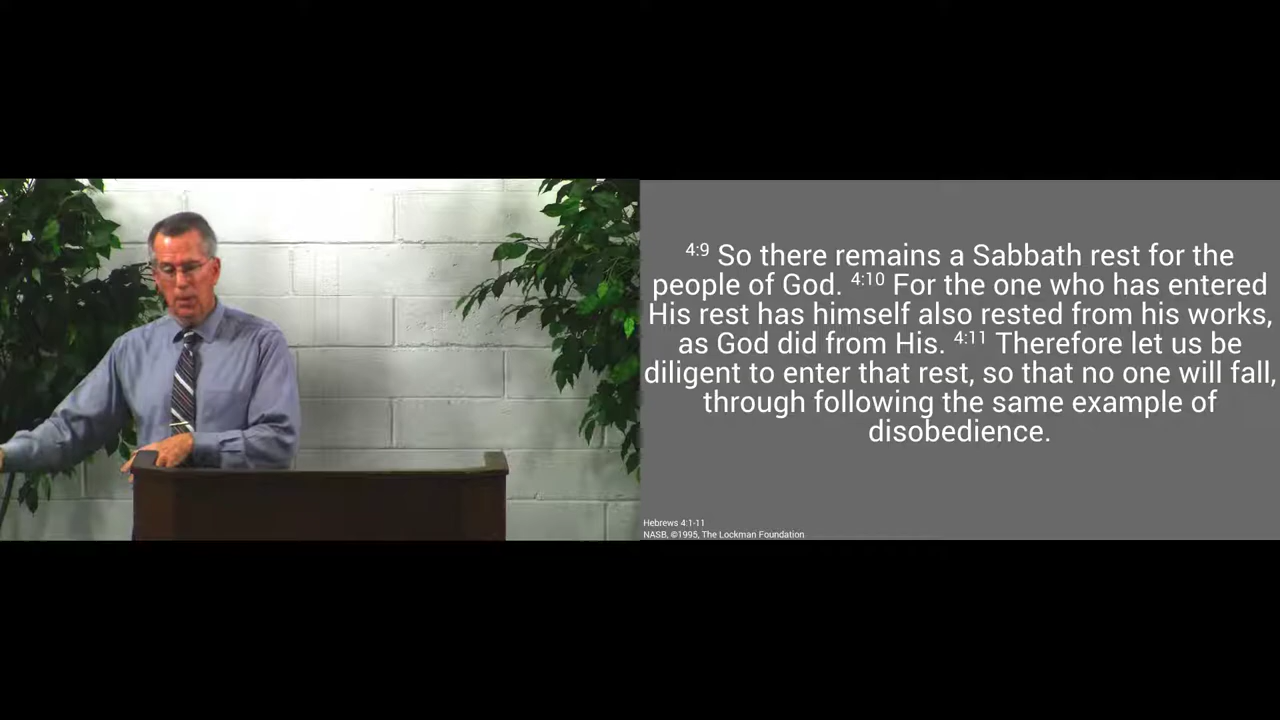 4:9 So there remains a Sabbath rest for the
people of God. 4:10 For the one who has entered
His rest has himself also rested from his works,
as God did from His. 4:11 Therefore let us be
diligent to enter that rest, so that no one will fall,
through following the same example of
disobedience.
Hebrews 4:1-11
NASB, ©1995, The Lockman Foundation